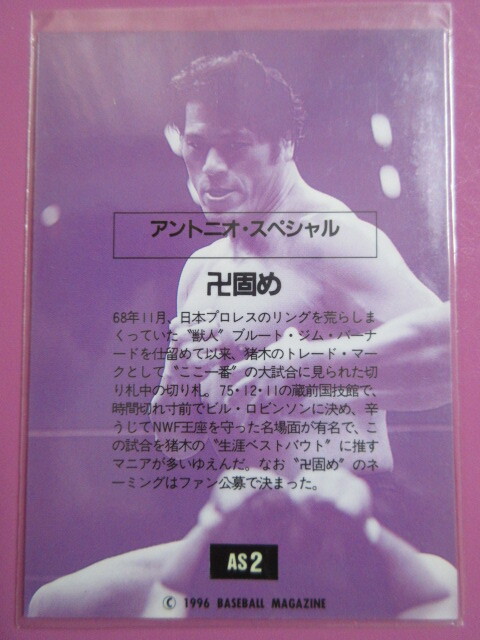 アントニオ・スペシャル
卍固め
68年11月、日本プロレスのリングを荒らしま
くっていた〝獣人〟ブルート・ジム・バーナ
ードを仕留めて以来、猪木のトレード・マー
クとして〝ここ一番〟の大試合に見られた切
り札中の切り札。75・12・11の蔵前国技館で、
時間切れ寸前でビル・ロビンソンに決め、辛
うじてNWF王座を守った名場面が有名で、こ
の試合を猪木の〝生涯ベストバウト〟に推す
マニアが多いゆえんだ。なお〝卍固め〟のネ
ーミングはファン公募で決まった。
AS2
© 1996 BASEBALL MAGAZINE